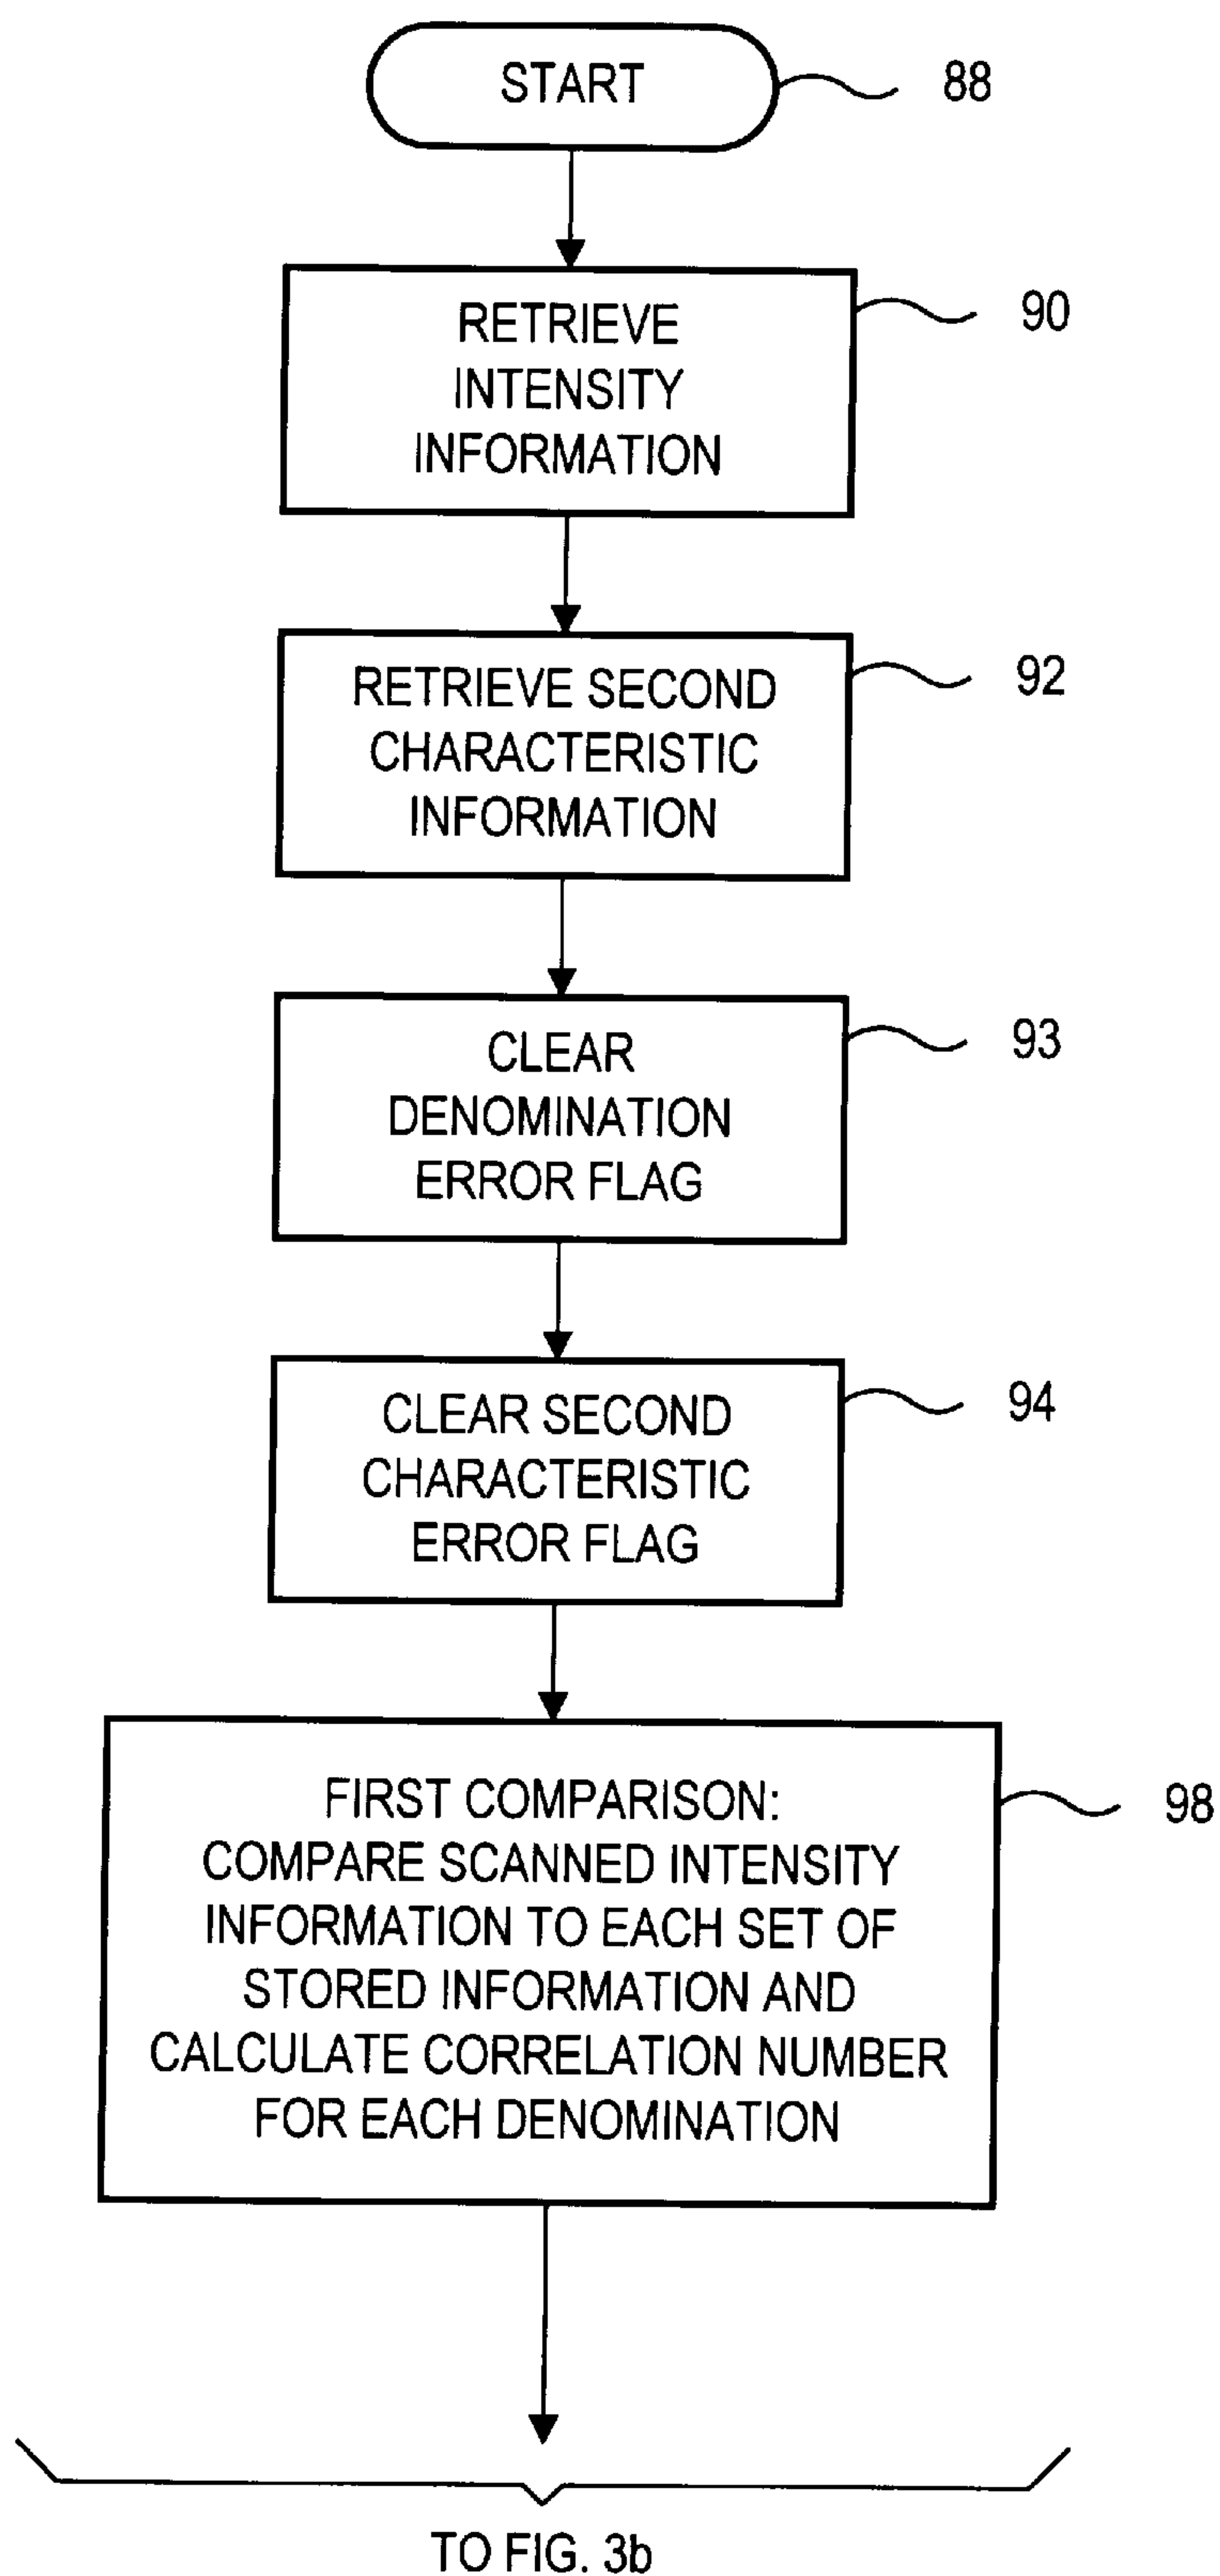 START
88
RETRIEVE
INTENSITY
INFORMATION
90
RETRIEVE SECOND
CHARACTERISTIC
INFORMATION
92
CLEAR
DENOMINATION
ERROR FLAG
93
CLEAR SECOND
CHARACTERISTIC
ERROR FLAG
94
FIRST COMPARISON:
COMPARE SCANNED INTENSITY
INFORMATION TO EACH SET OF
STORED INFORMATION AND
CALCULATE CORRELATION NUMBER
FOR EACH DENOMINATION
98
TO FIG. 3b